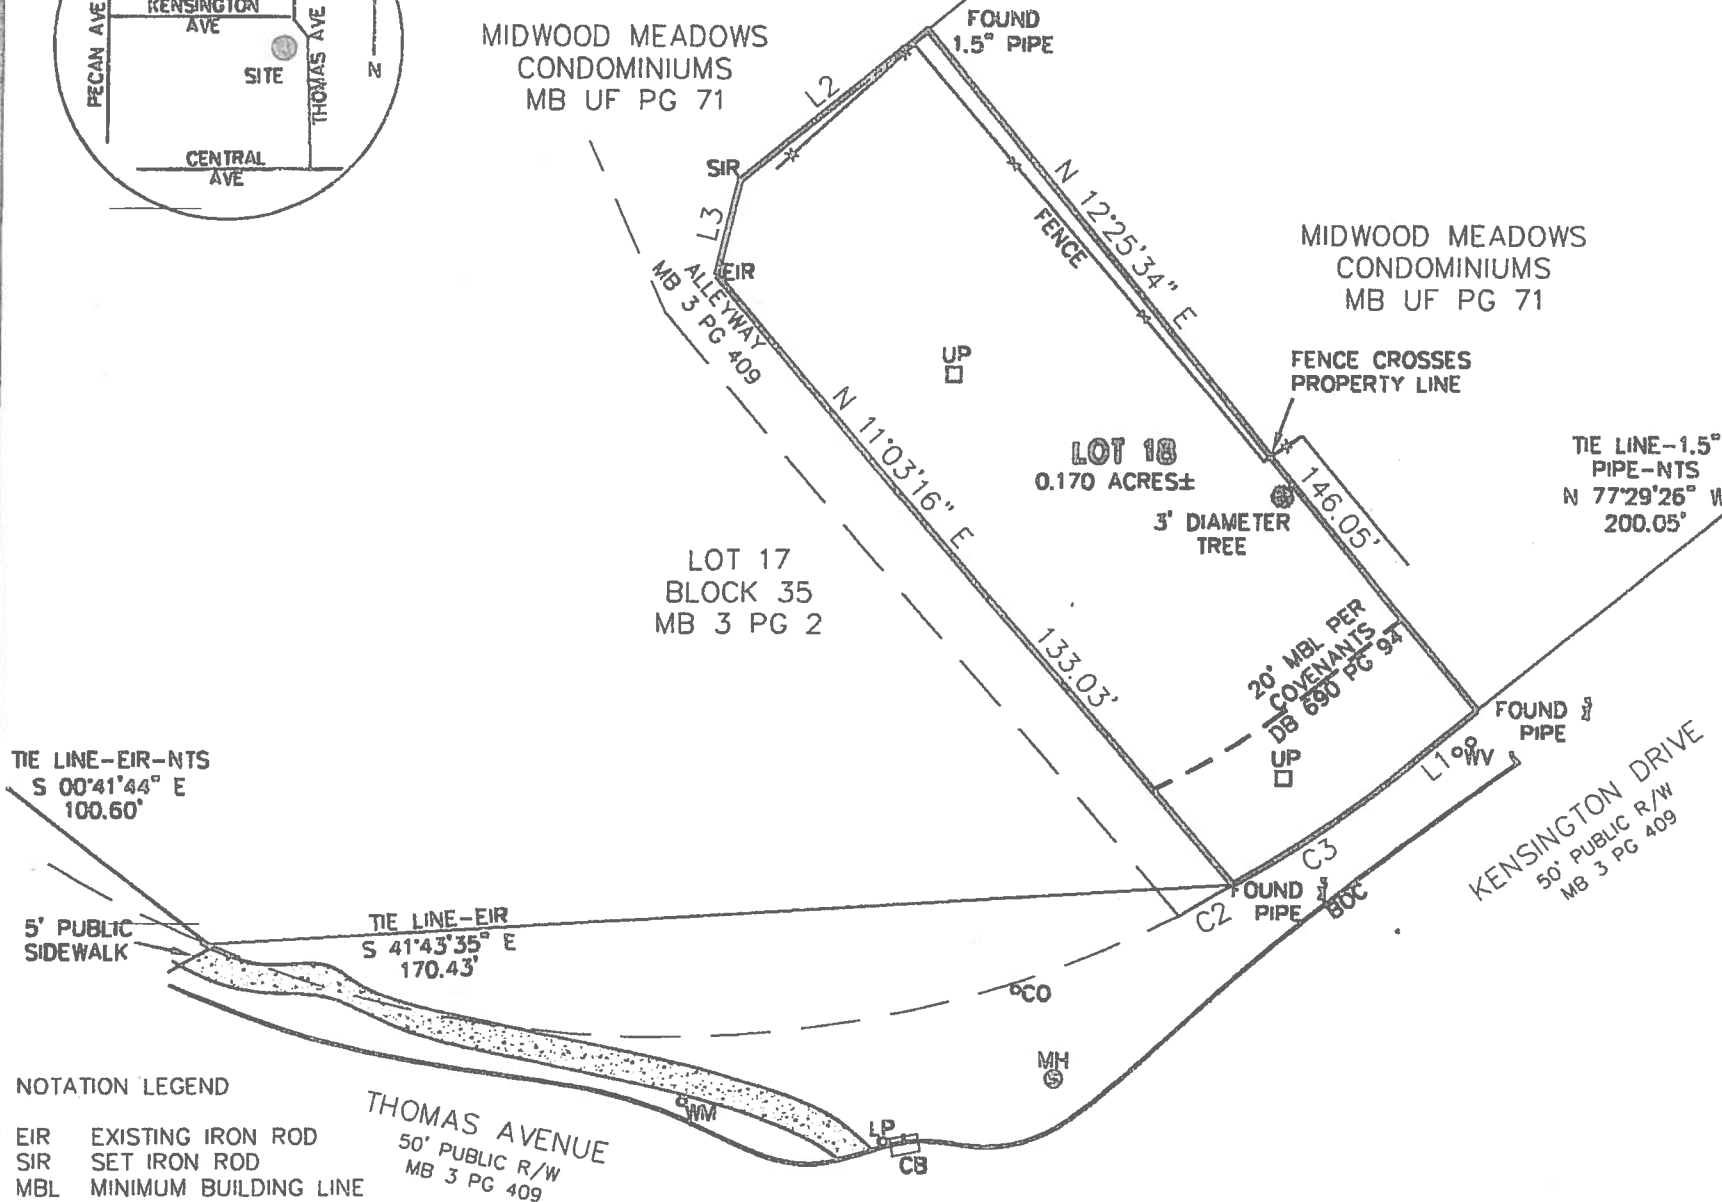 PECAN AVE
KENSINGTON
AVE
THOMAS AVE
N
SITE
CENTRAL
AVE
MIDWOOD MEADOWS
CONDOMINIUMS
MB UF PG 71
FOUND
1.5" PIPE
L2
SIR
L3
EIR
ALLEYWAY
MB 3 PG 409
FENCE
N 12°25'34" E
146.05'
MIDWOOD MEADOWS
CONDOMINIUMS
MB UF PG 71
FENCE CROSSES
PROPERTY LINE
UP
LOT 18
0.170 ACRES±
3' DIAMETER
TREE
TIE LINE-1.5"
PIPE-NTS
N 77°29'26" W
200.05'
N 11°03'16" E
133.03'
LOT 17
BLOCK 35
MB 3 PG 2
20' MBL PER
COVENANTS
DB 690 PG 94
UP
FOUND
PIPE
L1
WV
KENSINGTON DRIVE
50' PUBLIC R/W
MB 3 PG 409
C3
FOUND
PIPE
BOC
C2
TIE LINE-EIR-NTS
S 00°41'44" E
100.60'
5' PUBLIC
SIDEWALK
TIE LINE-EIR
S 41°43'35" E
170.43'
CO
MH
WM
LP
CB
THOMAS AVENUE
50' PUBLIC R/W
MB 3 PG 409
NOTATION LEGEND
EIR EXISTING IRON ROD
SIR SET IRON ROD
MBL MINIMUM BUILDING LINE